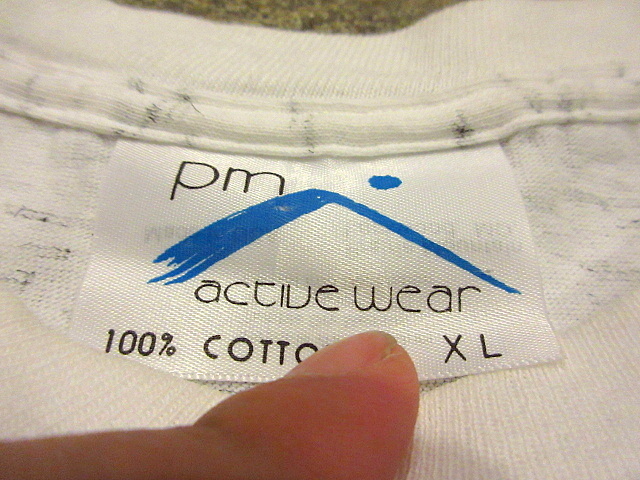 pm
active wear
100% COTTO XL